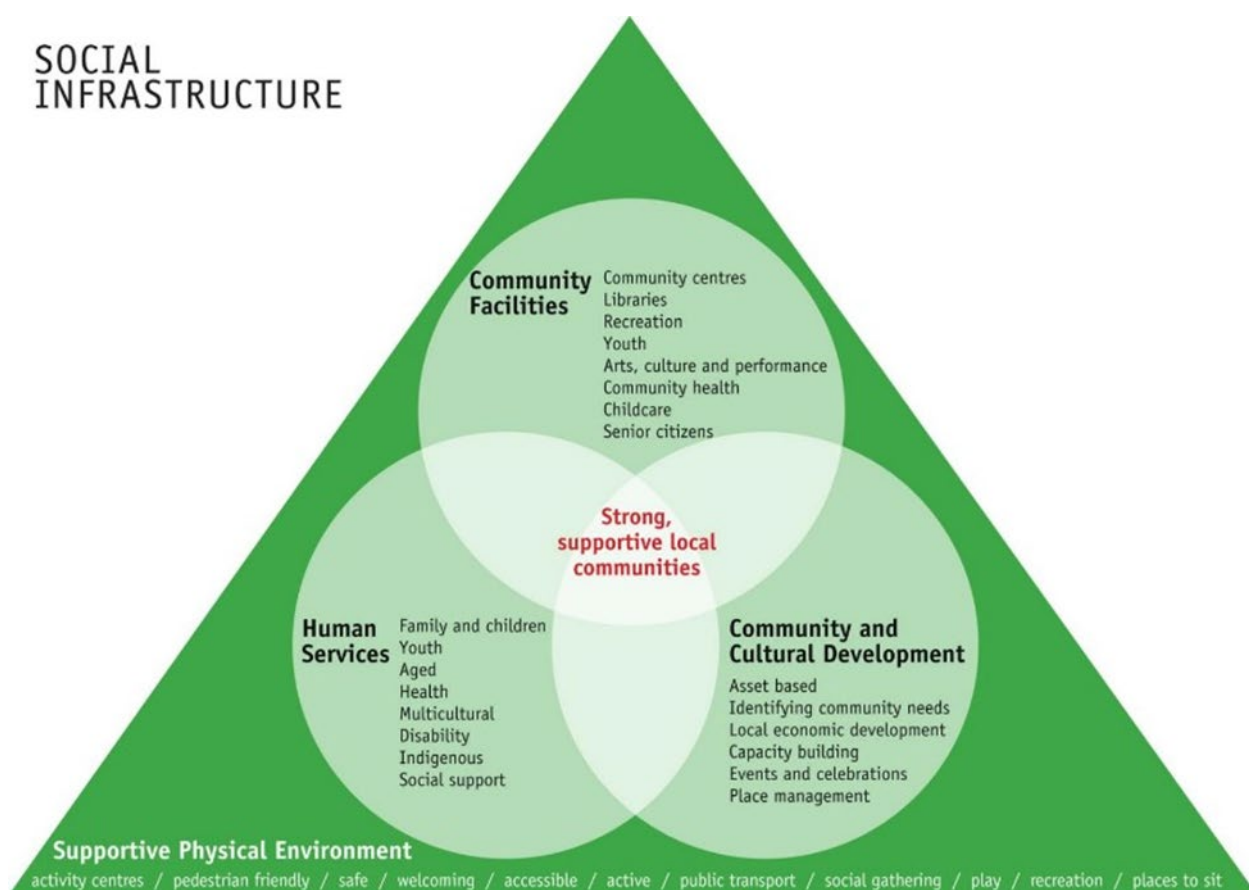 SOCIAL
INFRASTRUCTURE
Community
Facilities
Community centres
Libraries
Recreation
Youth
Arts, culture and performance
Community health
Childcare
Senior citizens
Strong,
supportive local
communities
Human
Services
Family and children
Youth
Aged
Health
Multicultural
Disability
Indigenous
Social support
Community and
Cultural Development
Asset based
Identifying community needs
Local economic development
Capacity building
Events and celebrations
Place management
Supportive Physical Environment
activity centres / pedestrian friendly / safe / welcoming / accessible / active / public transport / social gathering / play / recreation / places to sit